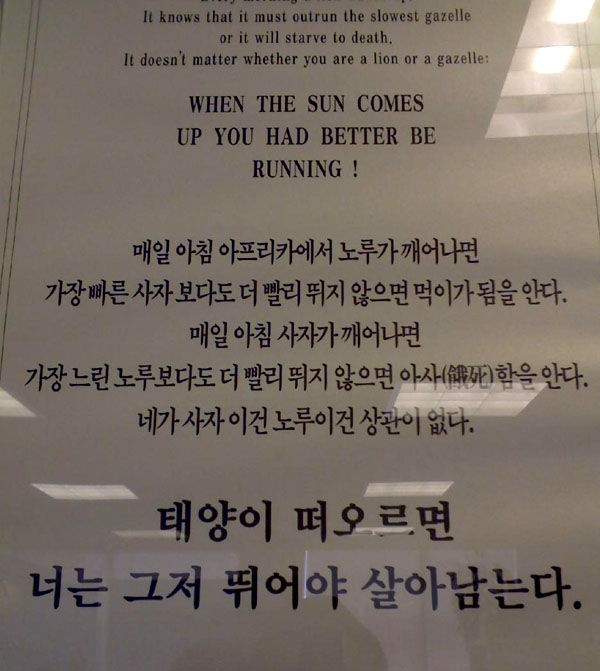 It knows that it must outrun the slowest gazelle
or it will starve to death.
It doesn't matter whether you are a lion or a gazelle:
WHEN THE SUN COMES
UP YOU HAD BETTER BE
RUNNING !
매일 아침 아프리카에서 노루가 깨어나면
가장 빠른 사자 보다도 더 빨리 뛰지 않으면 먹이가 됨을 안다.
매일 아침 사자가 깨어나면
가장 느린 노루보다도 더 빨리 뛰지 않으면 아사(餓死)함을 안다.
네가 사자 이건 노루이건 상관이 없다.
태양이 떠오르면
너는 그저 뛰어야 살아남는다.